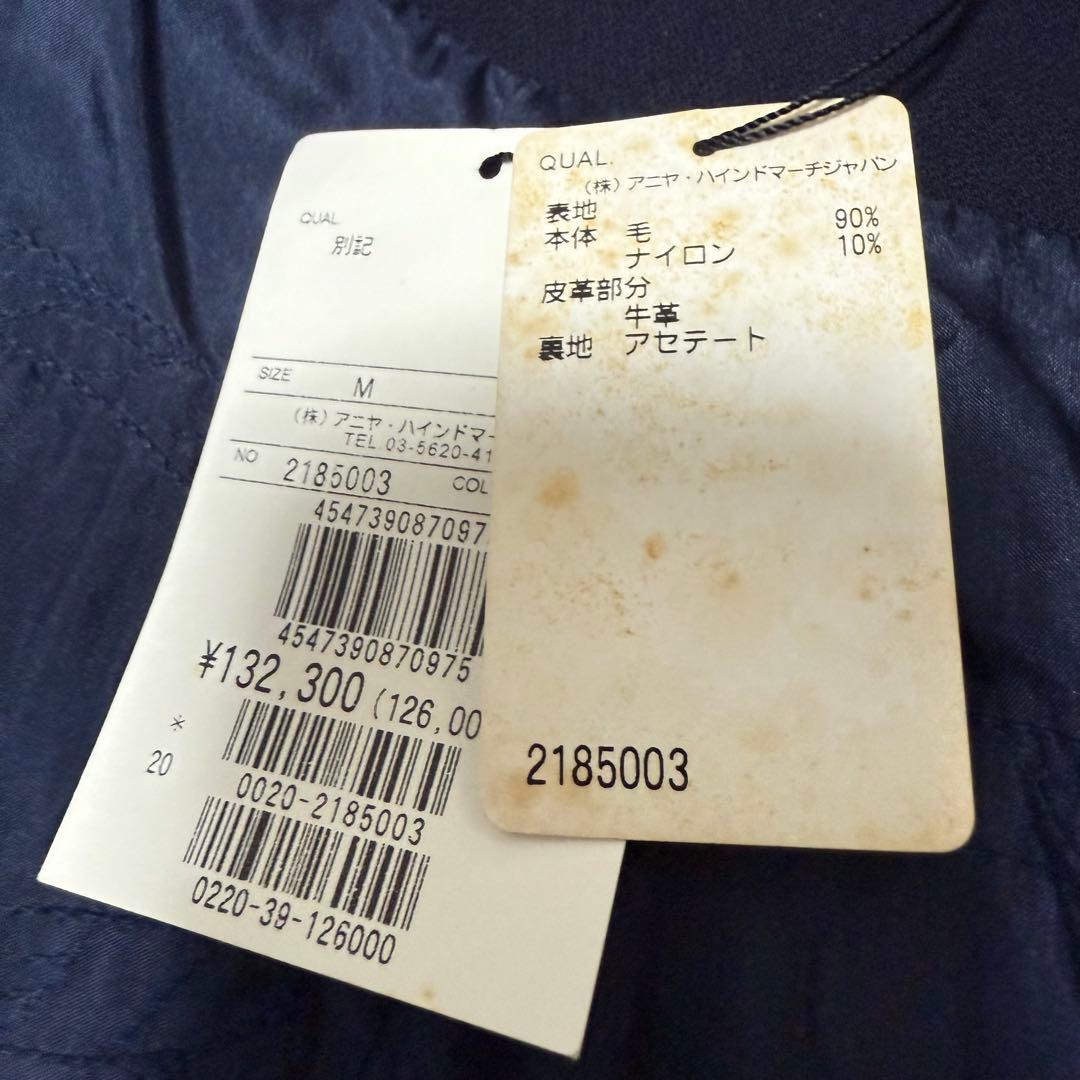 QUAL.
別記
SIZE M
(株)アニヤ・ハインドマー
TEL.03-5620-41
NO 2185003 COL
454739087097
4547390870975
¥132,300 (126,00
*
20
0020-2185003
0220-39-126000
QUAL.
(株)アニヤ・ハインドマーチジャパン
表地
本体 毛 90%
ナイロン 10%
皮革部分
牛革
裏地 アセテート
2185003